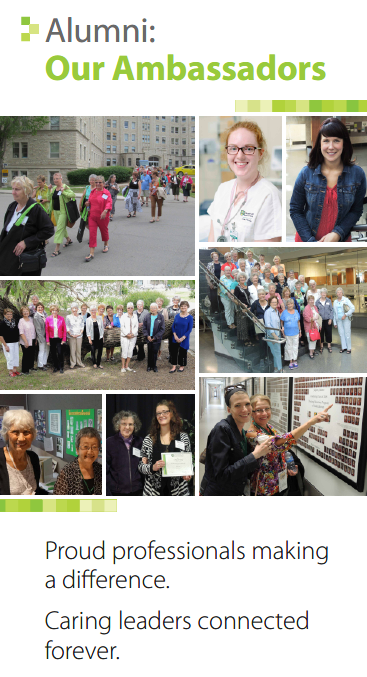 Alumni:
Our Ambassadors
Proud professionals making
a difference.
Caring leaders connected
forever.